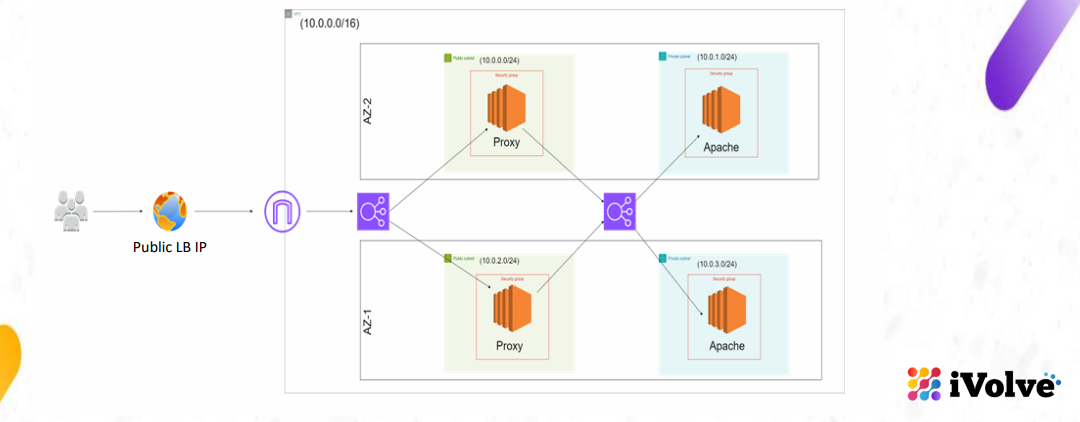 VPC
(10.0.0.0/16)
AZ-2
Public subnet
(10.0.0.0/24)
Security group
Proxy
Private subnet
(10.0.1.0/24)
Security group
Apache
Public LB IP
AZ-1
Public subnet
(10.0.2.0/24)
Security group
Proxy
Private subnet
(10.0.3.0/24)
Security group
Apache
iVolve